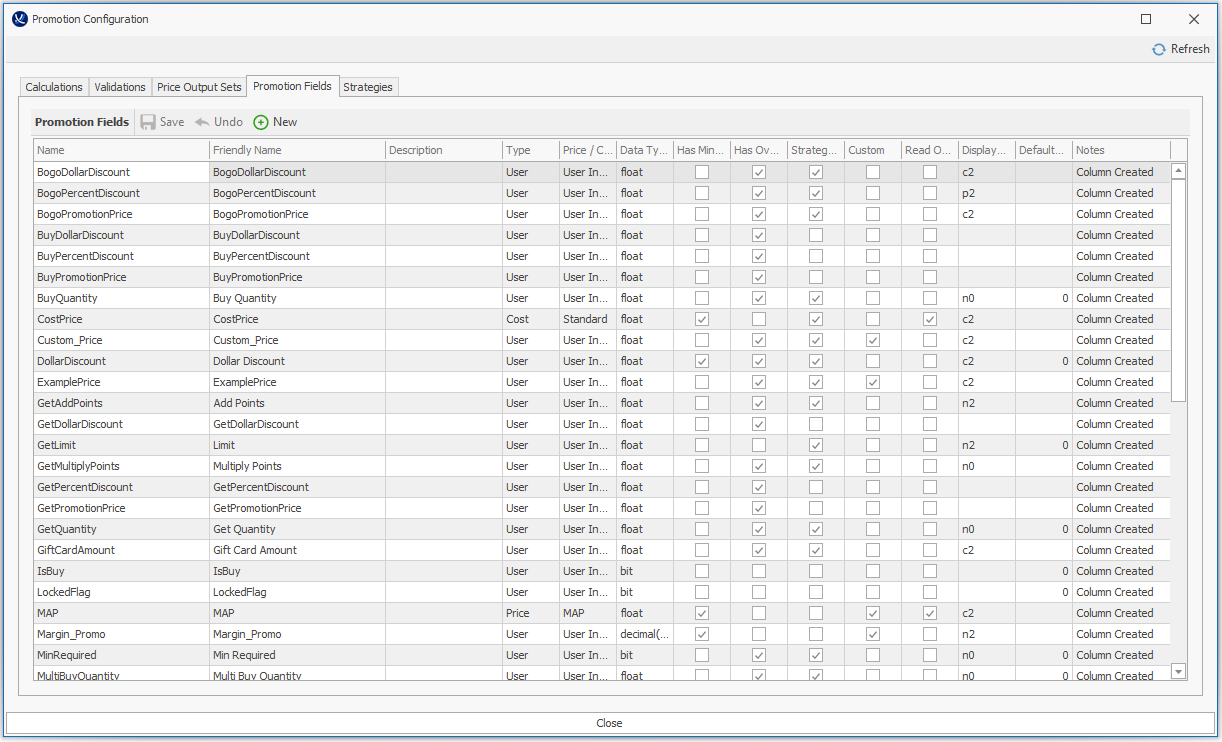 Promotion Configuration
Refresh
Calculations Validations Price Output Sets Promotion Fields Strategies
Promotion Fields Save Undo New
Name Friendly Name Description Type Price / C... Data Ty... Has Min... Has Ov... Strateg... Custom Read O... Display... Default... Notes
BogoDollarDiscount BogoDollarDiscount User User In... float c2 Column Created
BogoPercentDiscount BogoPercentDiscount User User In... float p2 Column Created
BogoPromotionPrice BogoPromotionPrice User User In... float c2 Column Created
BuyDollarDiscount BuyDollarDiscount User User In... float Column Created
BuyPercentDiscount BuyPercentDiscount User User In... float Column Created
BuyPromotionPrice BuyPromotionPrice User User In... float Column Created
BuyQuantity Buy Quantity User User In... float n0 0 Column Created
CostPrice CostPrice Cost Standard float c2 Column Created
Custom_Price Custom_Price User User In... float c2 Column Created
DollarDiscount Dollar Discount User User In... float c2 0 Column Created
ExamplePrice ExamplePrice User User In... float c2 Column Created
GetAddPoints Add Points User User In... float n2 Column Created
GetDollarDiscount GetDollarDiscount User User In... float Column Created
GetLimit Limit User User In... float n2 0 Column Created
GetMultiplyPoints Multiply Points User User In... float n0 Column Created
GetPercentDiscount GetPercentDiscount User User In... float Column Created
GetPromotionPrice GetPromotionPrice User User In... float Column Created
GetQuantity Get Quantity User User In... float n0 0 Column Created
GiftCardAmount Gift Card Amount User User In... float c2 Column Created
IsBuy IsBuy User User In... bit 0 Column Created
LockedFlag LockedFlag User User In... bit 0 Column Created
MAP MAP Price MAP float c2 Column Created
Margin_Promo Margin_Promo User User In... decimal(... n2 Column Created
MinRequired Min Required User User In... bit n0 0 Column Created
MultiBuyQuantity Multi Buy Quantity User User In... float n0 0 Column Created
Close